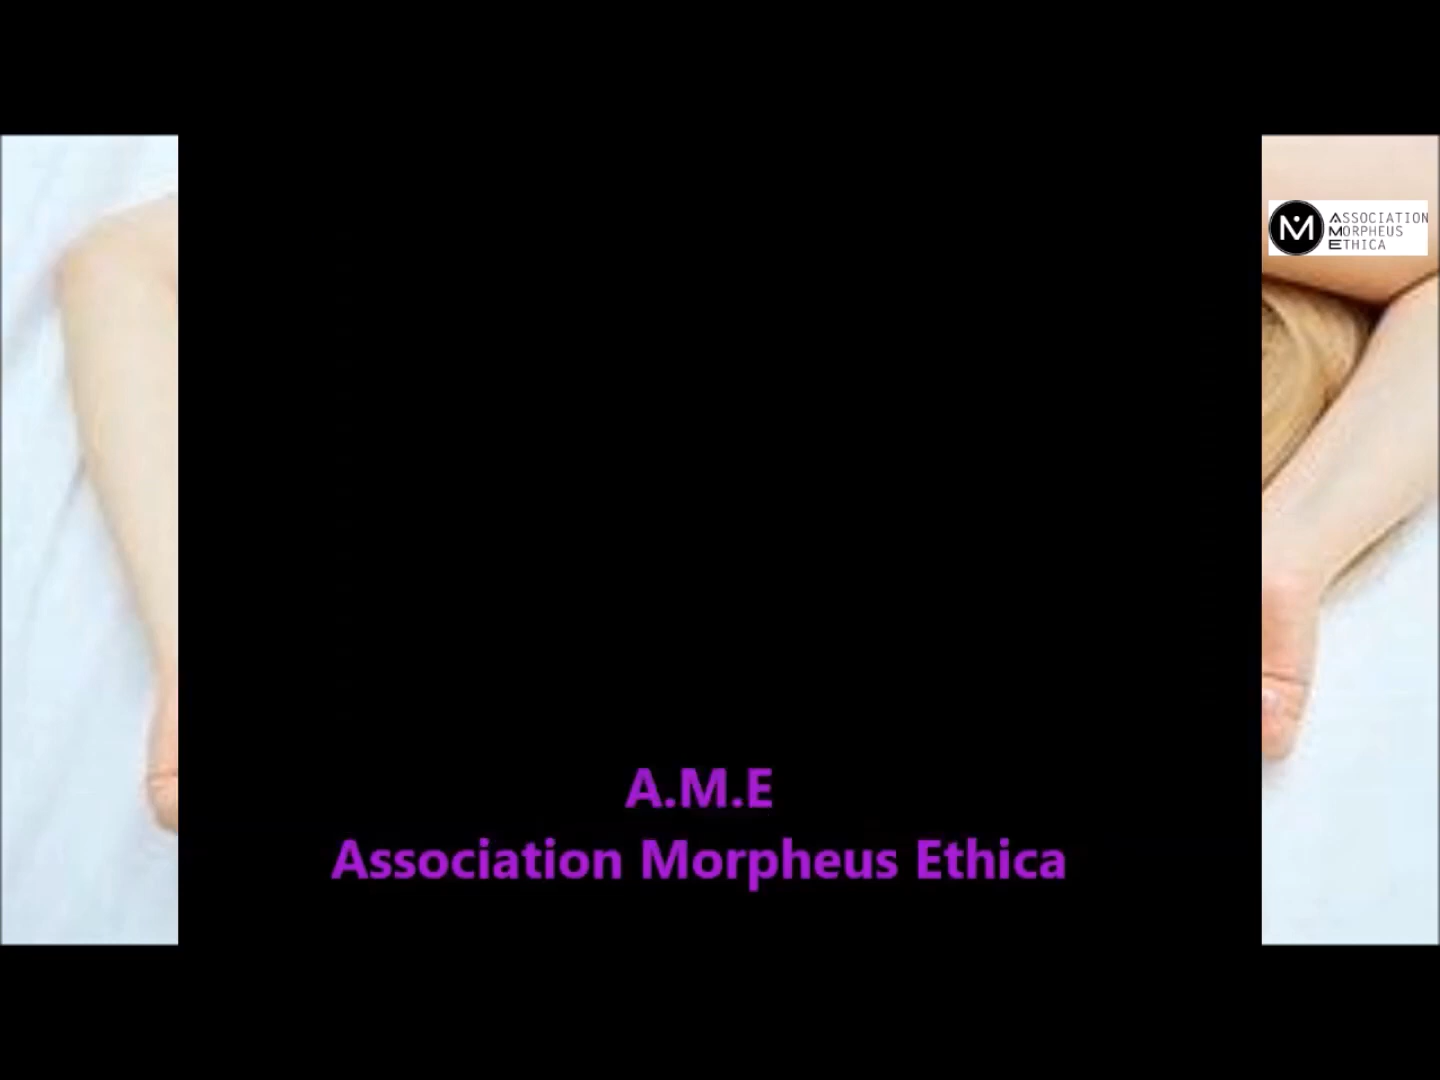 ASSOCIATION
MORPHEUS
ETHICA
A.M.E
Association Morpheus Ethica